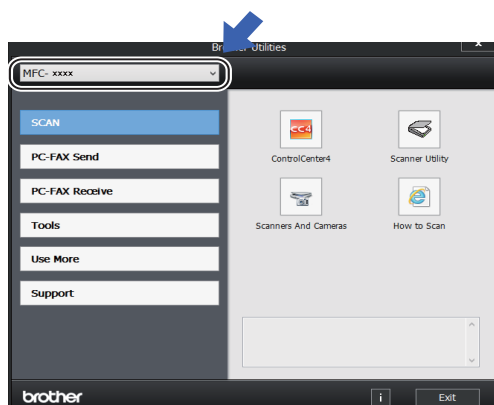 Brother Utilities
x
MFC- xxxx
SCAN
PC-FAX Send
PC-FAX Receive
Tools
Use More
Support
cc4
ControlCenter4
Scanner Utility
Scanners And Cameras
How to Scan
brother
i
Exit